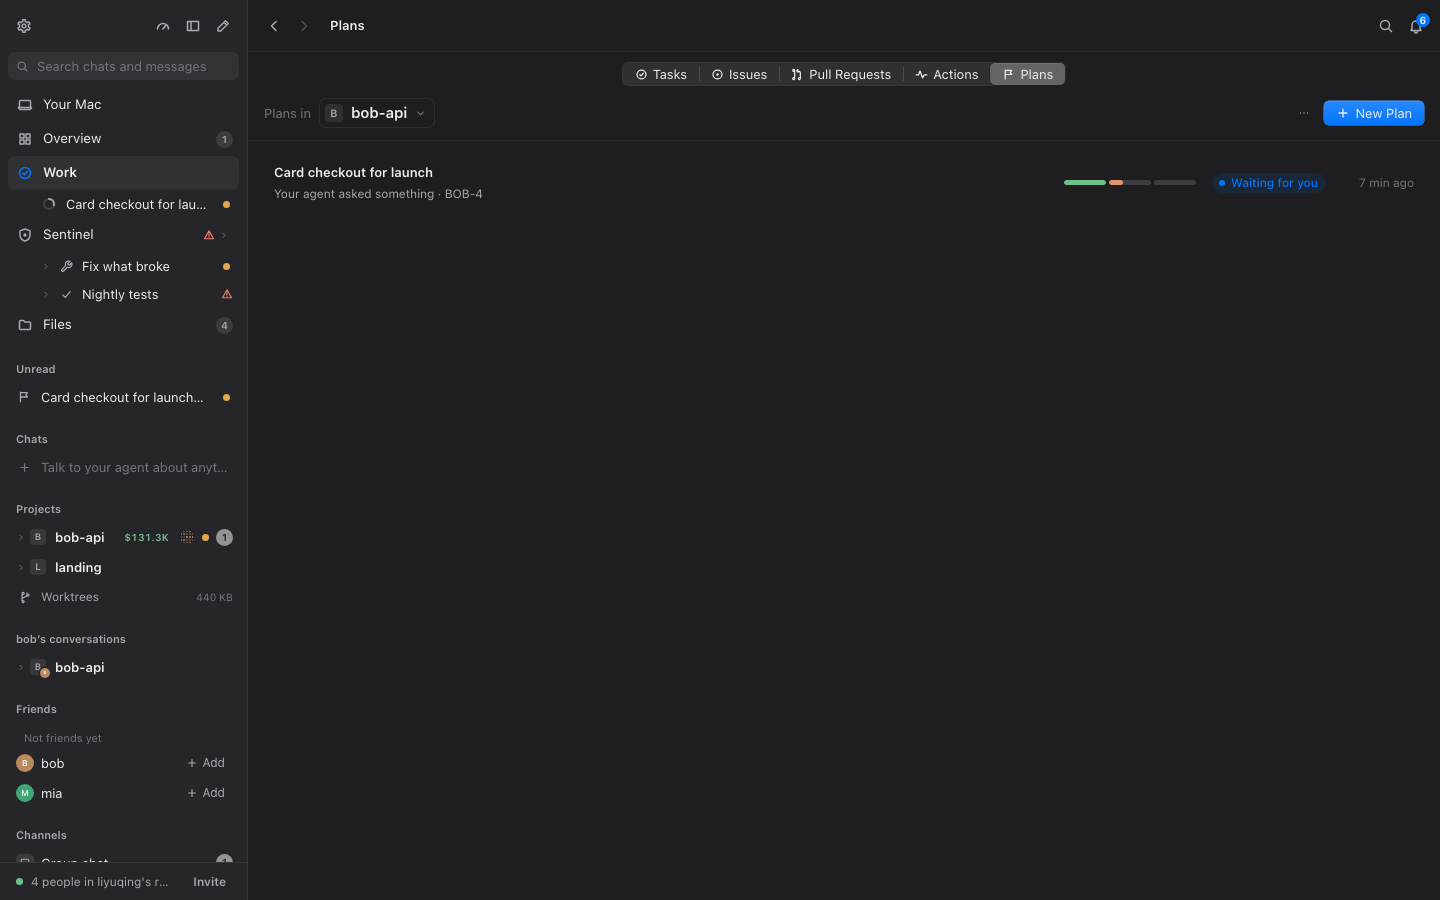 Plans
6
Search chats and messages
Tasks
Issues
Pull Requests
Actions
Plans
Your Mac
Plans in
B
bob-api
New Plan
Overview
1
Work
Card checkout for launch
Your agent asked something · BOB-4
Waiting for you
7 min ago
Card checkout for lau...
Sentinel
Fix what broke
Nightly tests
Files
4
Unread
Card checkout for launch...
Chats
Talk to your agent about anyt...
Projects
B
bob-api
$131.3K
1
L
landing
Worktrees
440 KB
bob's conversations
B
bob-api
Friends
Not friends yet
B
bob
Add
M
mia
Add
Channels
Group chat
4 people in liyuqing's r...
Invite